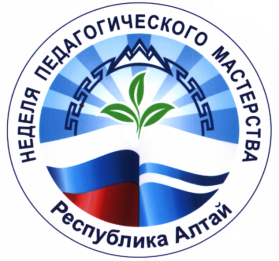 НЕДЕЛЯ ПЕДАГОГИЧЕСКОГО МАСТЕРСТВА
Республика Алтай